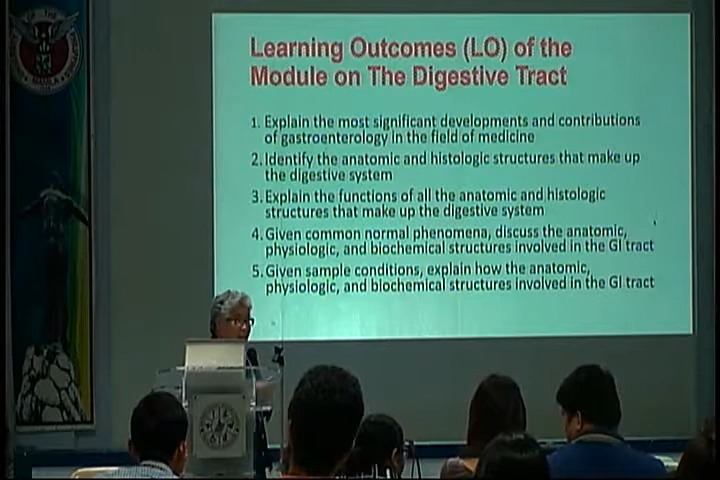 Learning Outcomes (LO) of the
Module on The Digestive Tract
1. Explain the most significant developments and contributions
of gastroenterology in the field of medicine
2. Identify the anatomic and histologic structures that make up
the digestive system
3. Explain the functions of all the anatomic and histologic
structures that make up the digestive system
4. Given common normal phenomena, discuss the anatomic,
physiologic, and biochemical structures involved in the GI tract
5. Given sample conditions, explain how the anatomic,
physiologic, and biochemical structures involved in the GI tract